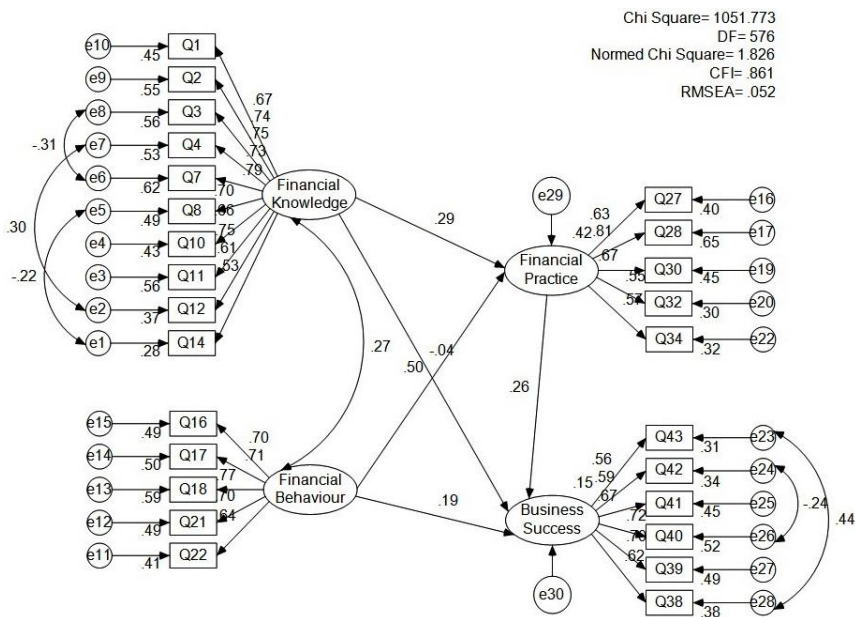 Chi Square= 1051.773
DF= 576
Normed Chi Square= 1.826
CFI= .861
RMSEA= .052
e10 .45 Q1
e9 .55 Q2
e8 .56 Q3
e7 .53 Q4
e6 .62 Q7
e5 .49 Q8
e4 .43 Q10
e3 .56 Q11
e2 .37 Q12
e1 .28 Q14
-.31
.30
-.22
.67
.74
.75
.73
.79
.70
.66
.75
.61
.53
Financial
Knowledge
.29
.27
.50
-.04
e29
.42
Financial
Practice
.63
.81
.67
.55
.57
Q27 .40 e16
Q28 .65 e17
Q30 .45 e19
Q32 .30 e20
Q34 .32 e22
.26
e15 .49 Q16
e14 .50 Q17
e13 .59 Q18
e12 .49 Q21
e11 .41 Q22
.70
.71
.77
.70
.64
Financial
Behaviour
.19
.15
Business
Success
e30
.56
.59
.67
.72
.70
.62
Q43 .31 e23
Q42 .34 e24
Q41 .45 e25
Q40 .52 e26
Q39 .49 e27
Q38 .38 e28
-.24
.44